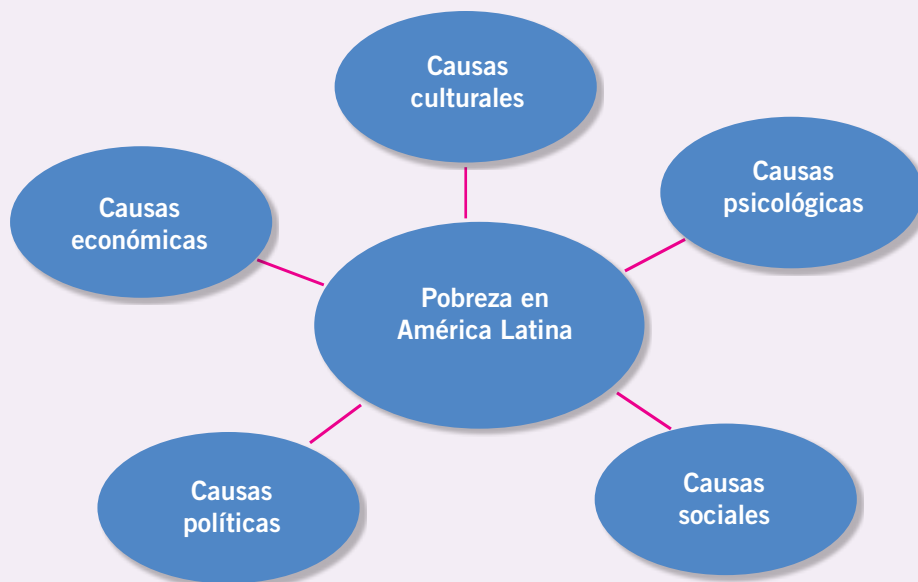 Causas
culturales
Causas
psicológicas
Causas
económicas
Pobreza en
América Latina
Causas
políticas
Causas
sociales